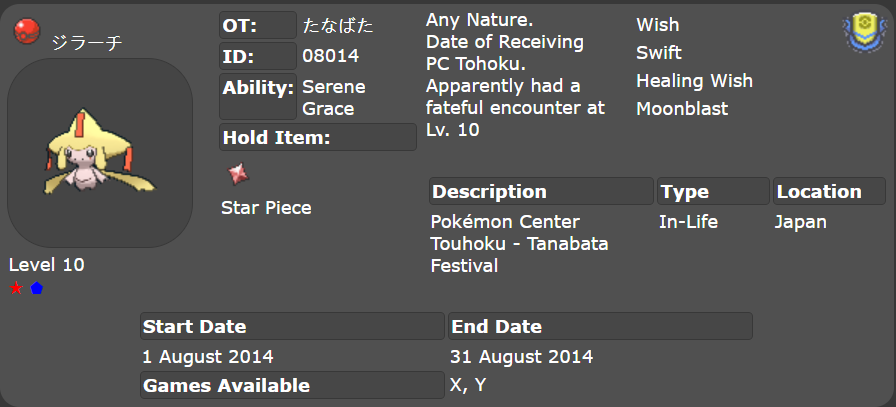 ジラーチ
Level 10
OT:
たなばた
ID:
08014
Ability:
Serene
Grace
Hold Item:
Star Piece
Any Nature.
Date of Receiving
PC Tohoku.
Apparently had a
fateful encounter at
Lv. 10
Wish
Swift
Healing Wish
Moonblast
Description
Type
Location
Pokémon Center
Touhoku - Tanabata
Festival
In-Life
Japan
Start Date
End Date
1 August 2014
31 August 2014
Games Available
X, Y